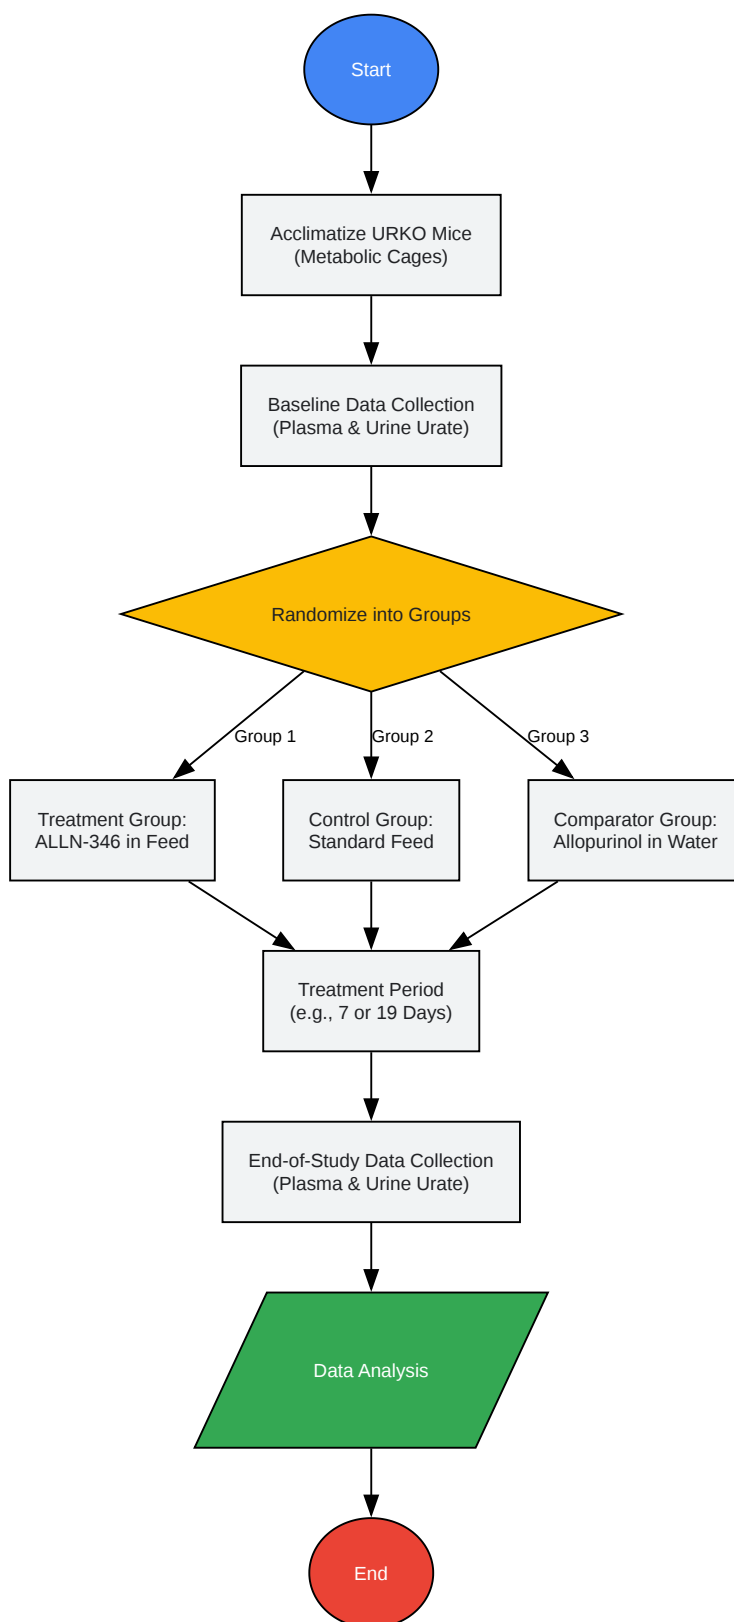 Start
Acclimatize URKO Mice
(Metabolic Cages)
Baseline Data Collection
(Plasma & Urine Urate)
Randomize into Groups
Group 1
Group 2
Group 3
Treatment Group:
ALLN-346 in Feed
Control Group:
Standard Feed
Comparator Group:
Allopurinol in Water
Treatment Period
(e.g., 7 or 19 Days)
End-of-Study Data Collection
(Plasma & Urine Urate)
Data Analysis
End